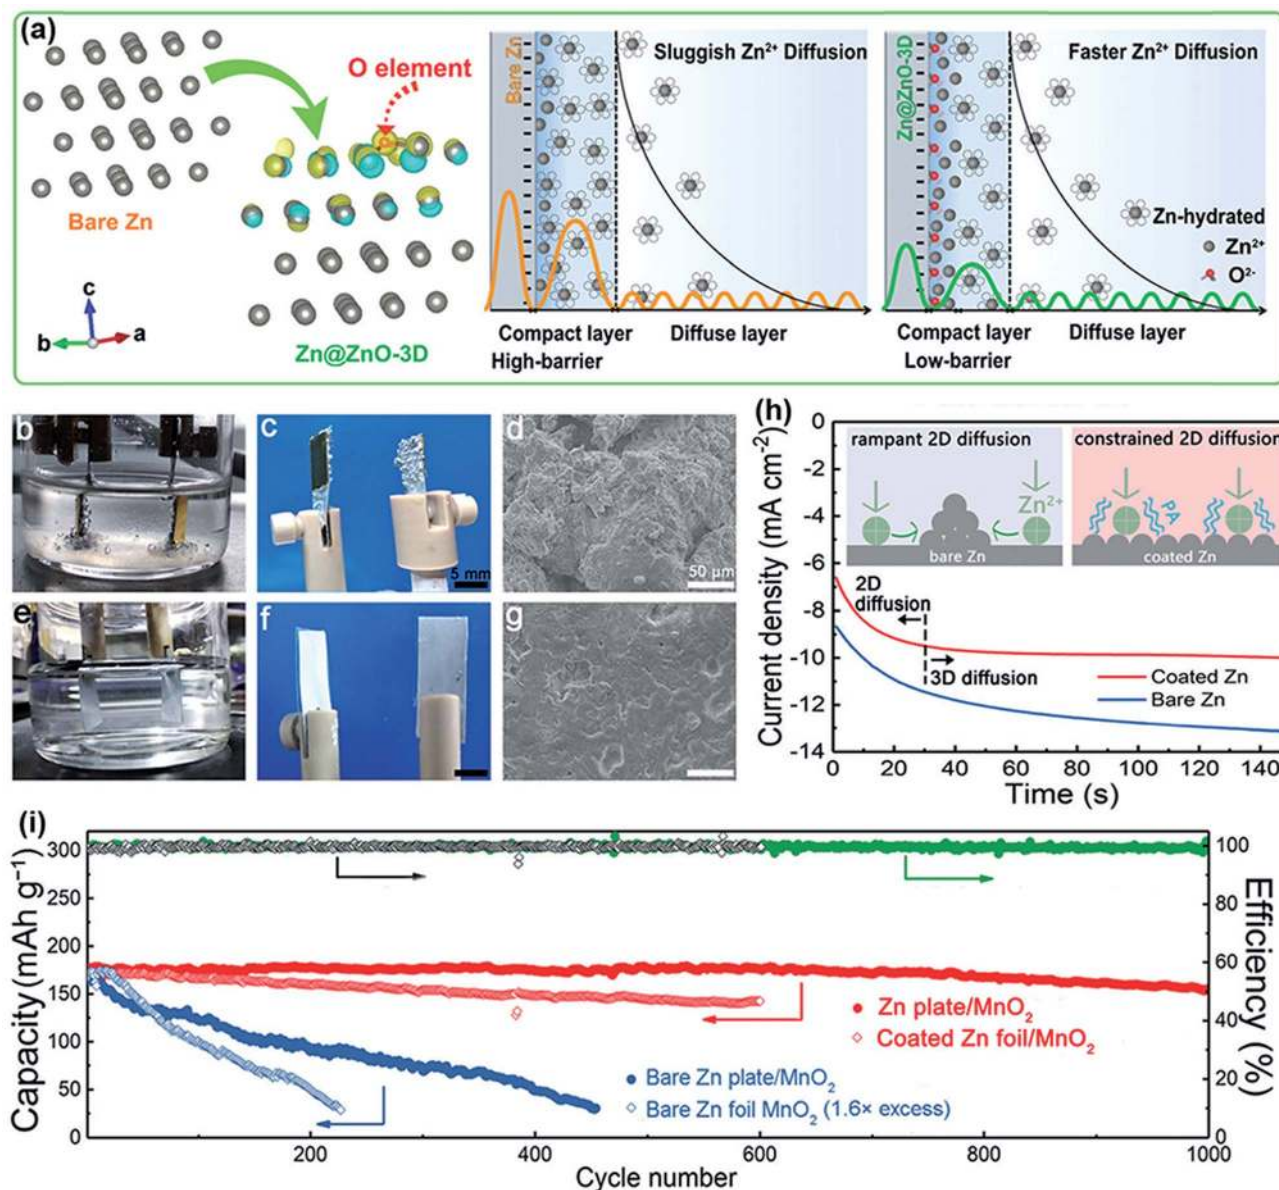 (a)
Bare Zn
O element
Zn@ZnO-3D
c
b
a
Bare Zn
Sluggish Zn²⁺ Diffusion
Compact layer
High-barrier
Diffuse layer
Zn@ZnO-3D
Faster Zn²⁺ Diffusion
Zn-hydrated
Zn²⁺
O²⁻
Compact layer
Low-barrier
Diffuse layer
b
c
5 mm
d
50 μm
e
f
g
(h)
Current density (mA cm⁻²)
0
-2
-4
-6
-8
-10
-12
-14
rampant 2D diffusion
Zn²⁺
bare Zn
constrained 2D diffusion
PA
coated Zn
2D
diffusion
3D diffusion
Coated Zn
Bare Zn
0 20 40 60 80 100 120 140
Time (s)
(i)
Capacity (mAh g⁻¹)
300
250
200
150
100
50
0
Zn plate/MnO₂
Coated Zn foil/MnO₂
Bare Zn plate/MnO₂
Bare Zn foil MnO₂ (1.6× excess)
100
80
60
40
20
0
Efficiency (%)
200 400 600 800 1000
Cycle number